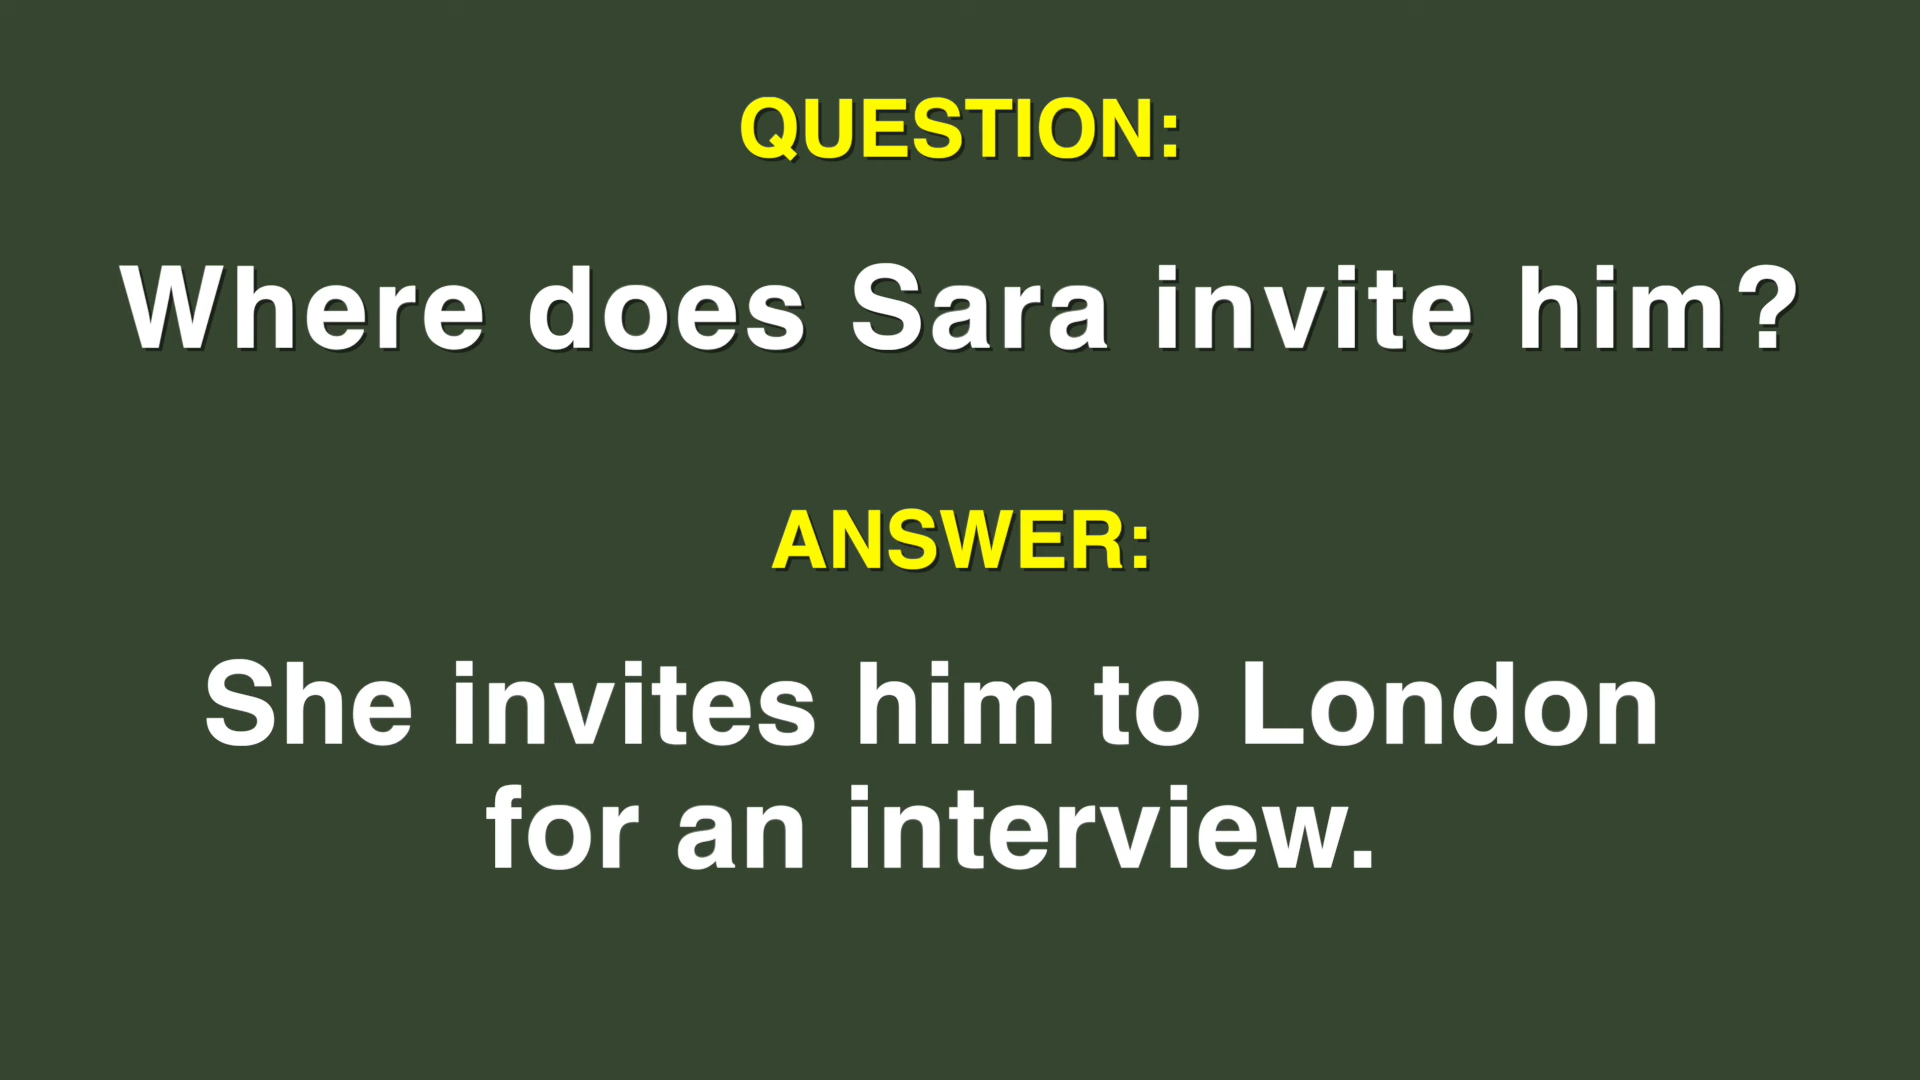 QUESTION:
Where does Sara invite him?
ANSWER:
She invites him to London
for an interview.